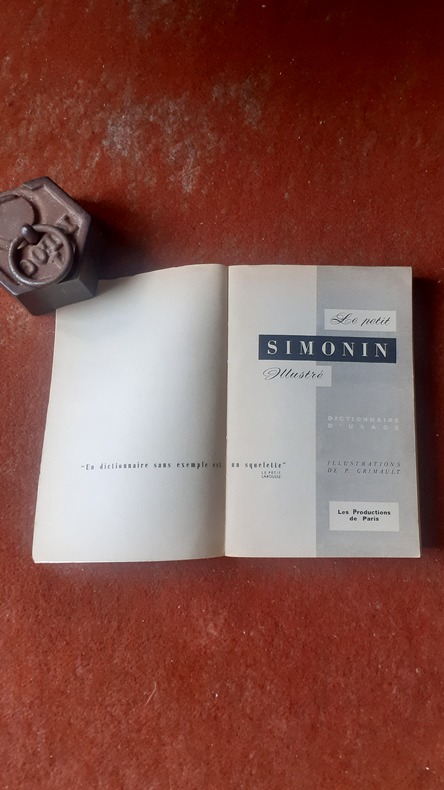 "Un dictionnaire sans exemple est un squelette"
LE PETIT
LAROUSSE
Le petit
SIMONIN
Illustré
DICTIONNAIRE
D'USAGE
ILLUSTRATIONS
DE P. GRIMAULT
Les Productions
de Paris